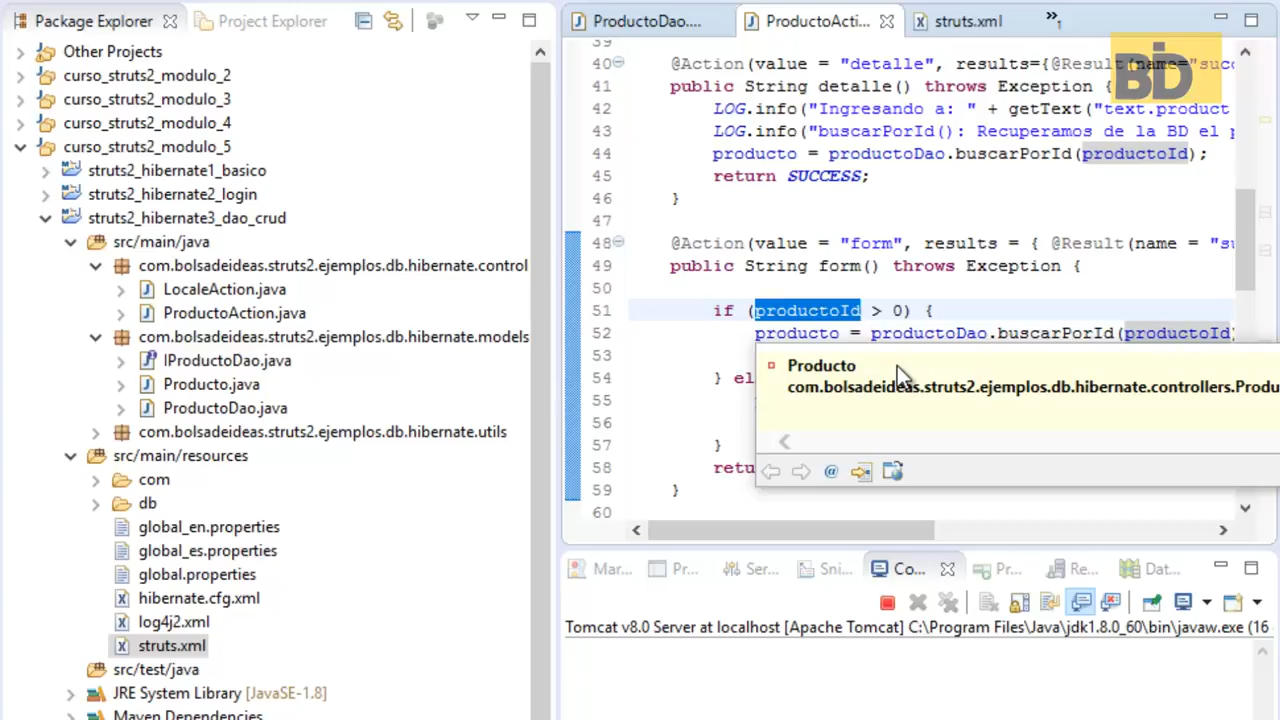 Package Explorer
Project Explorer
Other Projects
curso_struts2_modulo_2
curso_struts2_modulo_3
curso_struts2_modulo_4
curso_struts2_modulo_5
struts2_hibernate1_basico
struts2_hibernate2_login
struts2_hibernate3_dao_crud
src/main/java
com.bolsadeideas.struts2.ejemplos.db.hibernate.control
LocaleAction.java
ProductoAction.java
com.bolsadeideas.struts2.ejemplos.db.hibernate.models
IProductoDao.java
Producto.java
ProductoDao.java
com.bolsadeideas.struts2.ejemplos.db.hibernate.utils
src/main/resources
com
db
global_en.properties
global_es.properties
global.properties
hibernate.cfg.xml
log4j2.xml
struts.xml
src/test/java
JRE System Library [JavaSE-1.8]
Maven Dependencies
ProductoDao....
ProductoActi...
struts.xml
»1
BD
39
40 @Action(value = "detalle", results={@Result(name="suc
41 public String detalle() throws Exception {
42 LOG.info("Ingresando a: " + getText("text.product
43 LOG.info("buscarPorId(): Recuperamos de la BD el p
44 producto = productoDao.buscarPorId(productoId);
45 return SUCCESS;
46 }
47
48 @Action(value = "form", results = { @Result(name = "su
49 public String form() throws Exception {
50
51 if (productoId > 0) {
52 producto = productoDao.buscarPorId(productoId)
53
54 } el
55
56
57 }
58 retu
59 }
60
Producto
com.bolsadeideas.struts2.ejemplos.db.hibernate.controllers.Produ
Mar...
Pr...
Ser...
Sni...
Co...
Pr...
Re...
Dat...
Tomcat v8.0 Server at localhost [Apache Tomcat] C:\Program Files\Java\jdk1.8.0_60\bin\javaw.exe (16